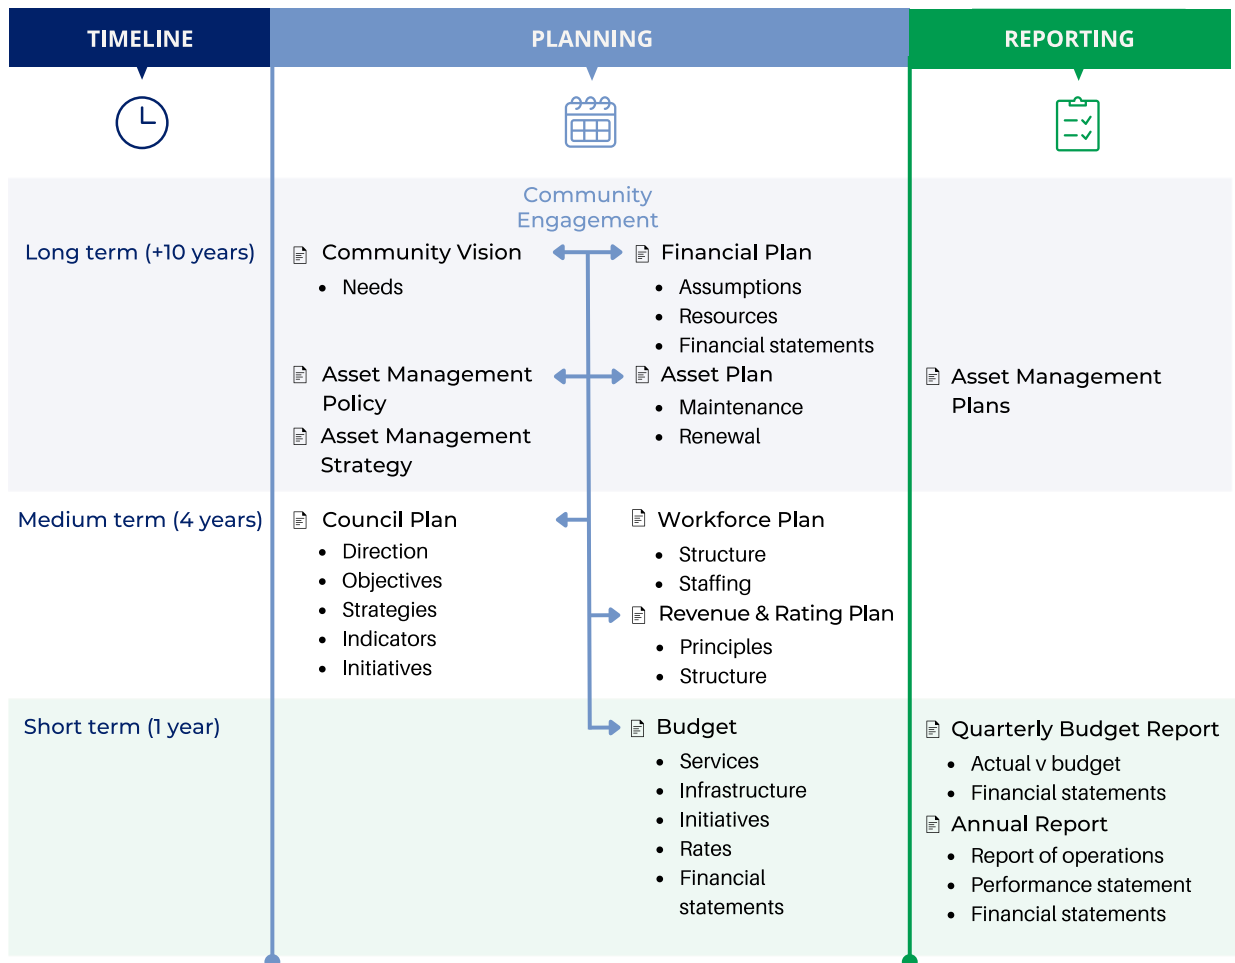 TIMELINE
PLANNING
REPORTING
Community
Engagement
Long term (+10 years)
Community Vision
• Needs
Financial Plan
• Assumptions
• Resources
• Financial statements
Asset Management
Policy
Asset Management
Strategy
Asset Plan
• Maintenance
• Renewal
Asset Management
Plans
Medium term (4 years)
Council Plan
• Direction
• Objectives
• Strategies
• Indicators
• Initiatives
Workforce Plan
• Structure
• Staffing
Revenue & Rating Plan
• Principles
• Structure
Short term (1 year)
Budget
• Services
• Infrastructure
• Initiatives
• Rates
• Financial
statements
Quarterly Budget Report
• Actual v budget
• Financial statements
Annual Report
• Report of operations
• Performance statement
• Financial statements